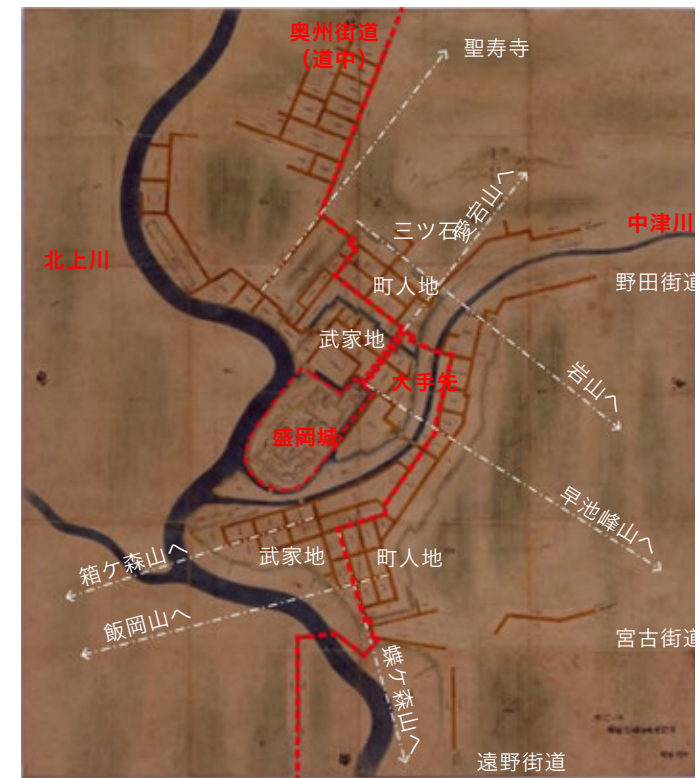 奥州街道
(道中)
聖寿寺
愛宕山へ
三ツ石
中津川
北上川
町人地
野田街道
武家地
大手先
岩山へ
盛岡城
早池峰山へ
箱ケ森山へ
武家地
町人地
飯岡山へ
宮古街道
蝶ケ森山へ
遠野街道